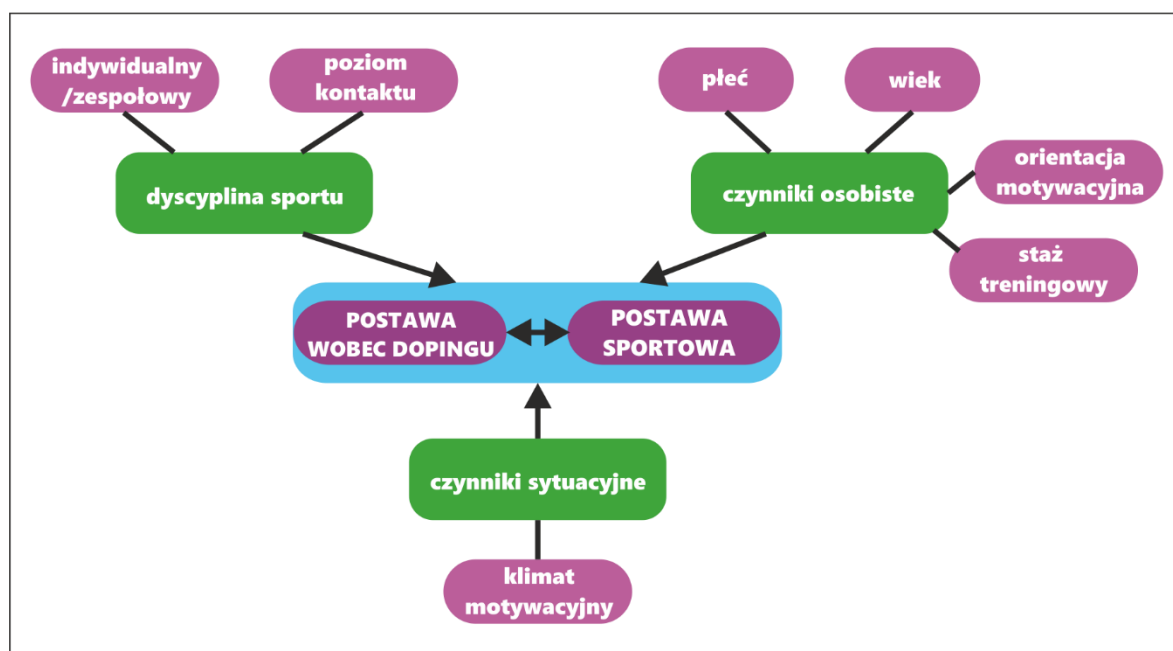 indywidualny
/zespołowy
poziom
kontaktu
dyscyplina sportu
płeć
wiek
czynniki osobiste
orientacja
motywacyjna
staż
treningowy
POSTAWA
WOBEC DOPINGU
POSTAWA
SPORTOWA
czynniki sytuacyjne
klimat
motywacyjny